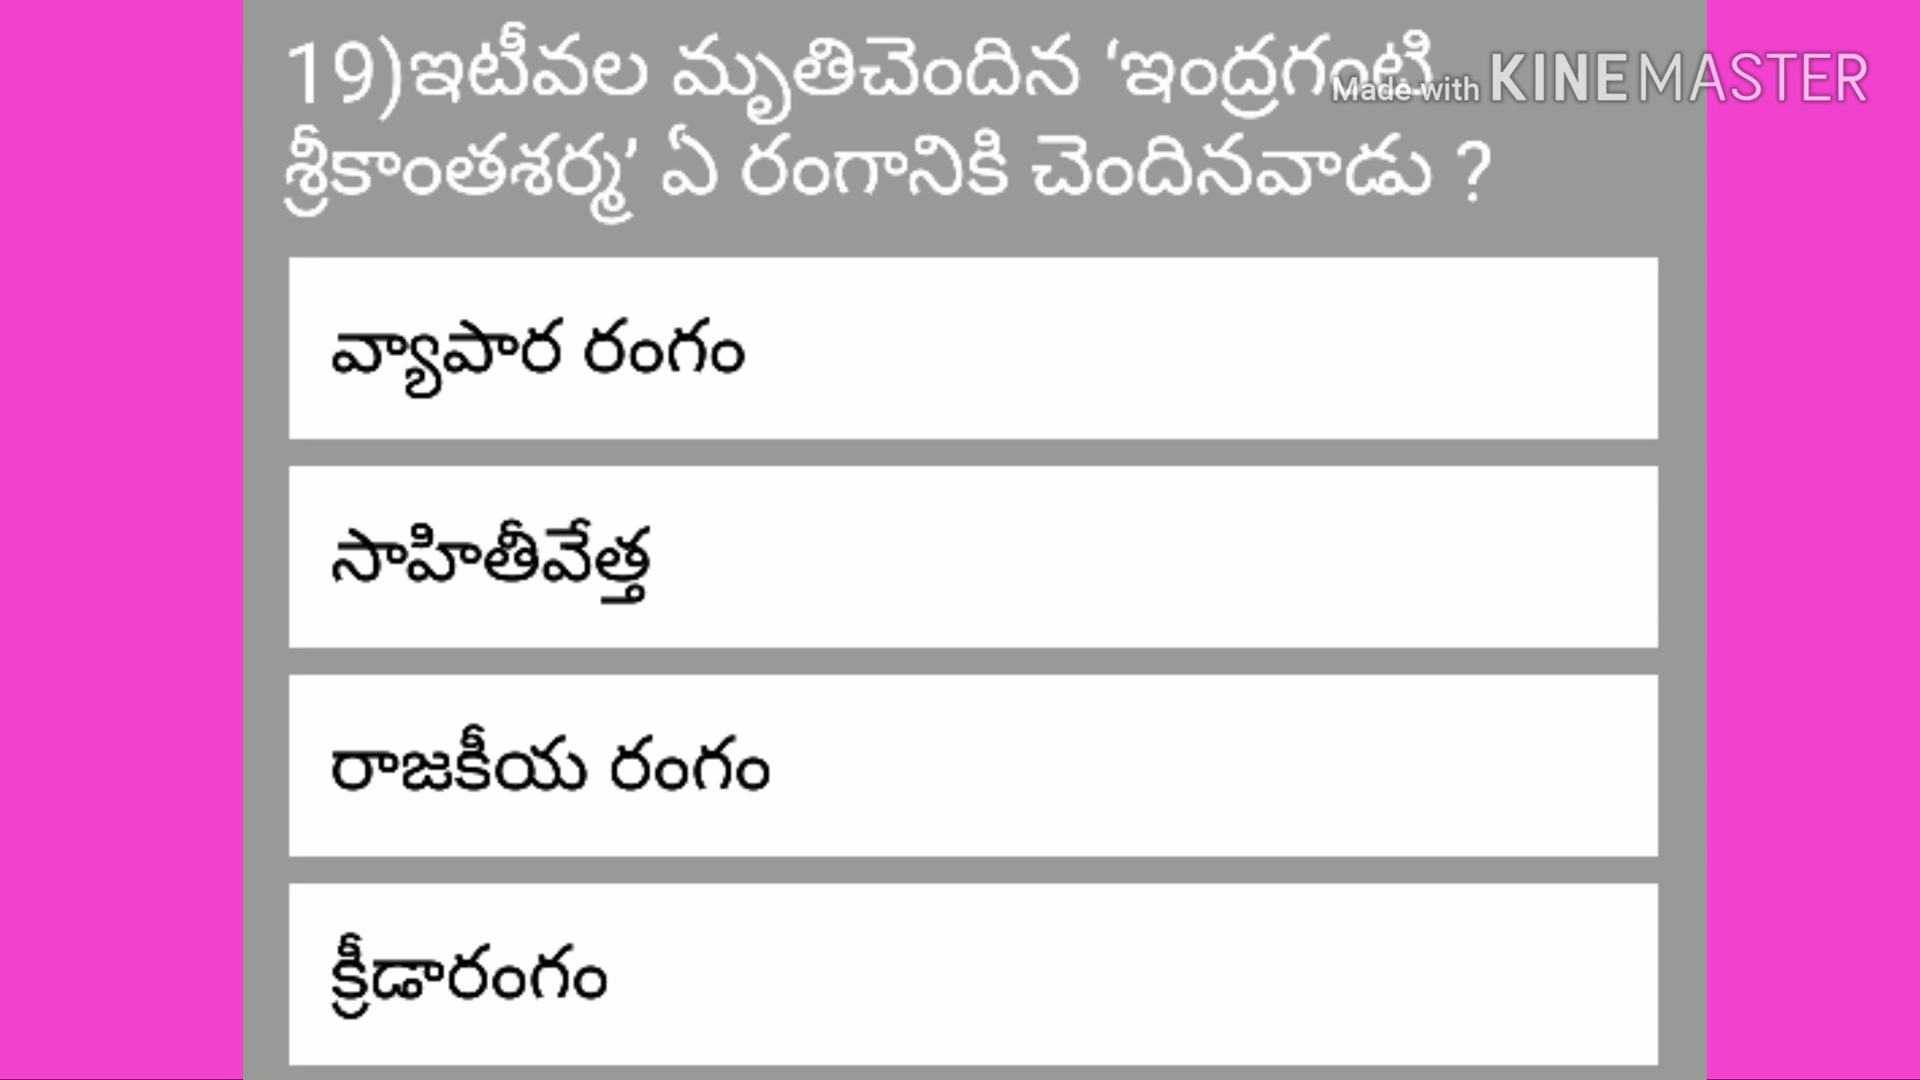 19)ఇటీవల మృతిచెందిన ‘ఇంద్రగంటి
Made with KINEMASTER
శ్రీకాంతశర్మ’ ఏ రంగానికి చెందినవాడు ?
వ్యాపార రంగం
సాహితీవేత్త
రాజకీయ రంగం
క్రీడారంగం